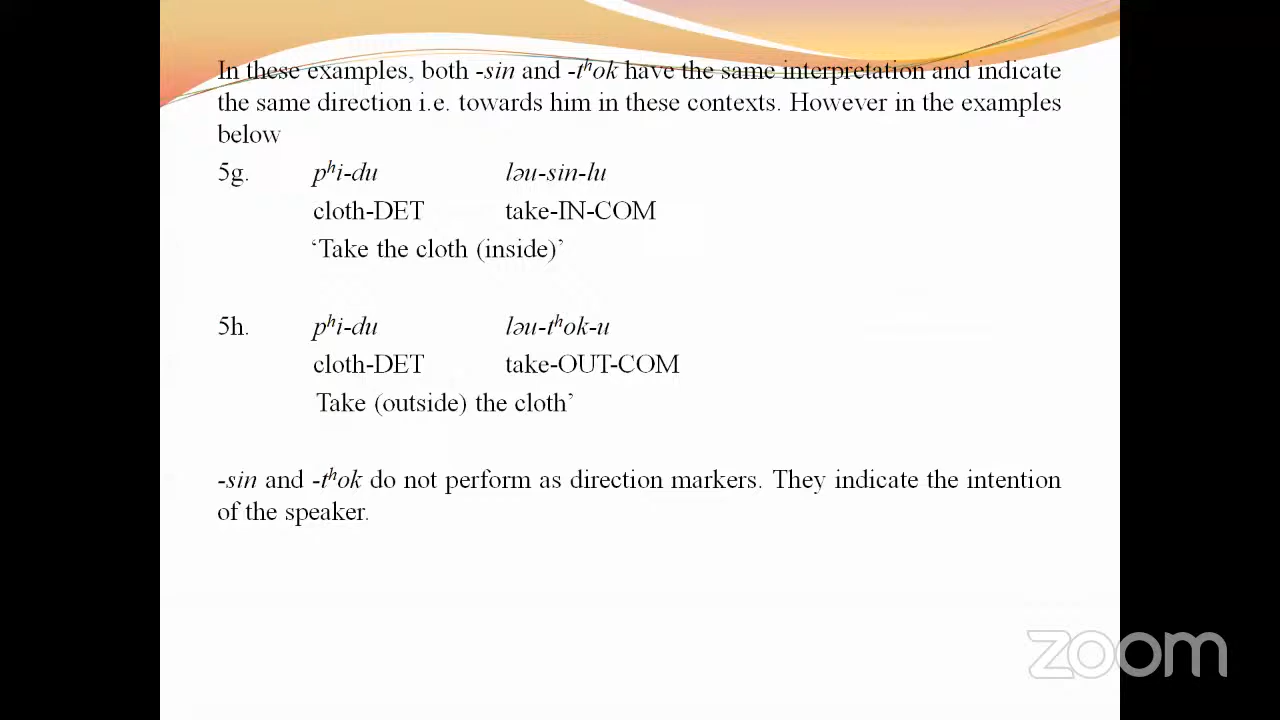 In these examples, both -sin and -tʰok have the same interpretation and indicate
the same direction i.e. towards him in these contexts. However in the examples
below
5g. pʰi-du ləu-sin-lu
cloth-DET take-IN-COM
‘Take the cloth (inside)’
5h. pʰi-du ləu-tʰok-u
cloth-DET take-OUT-COM
Take (outside) the cloth’
-sin and -tʰok do not perform as direction markers. They indicate the intention
of the speaker.
zoom